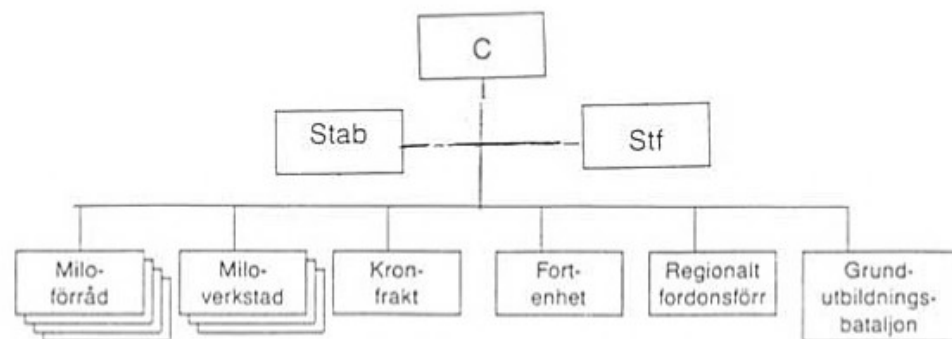 C
Stab
Stf
Milo-
förråd
Milo-
verkstad
Kron-
frakt
Fort-
enhet
Regionalt
fordonsförr
Grund-
utbildnings-
bataljon